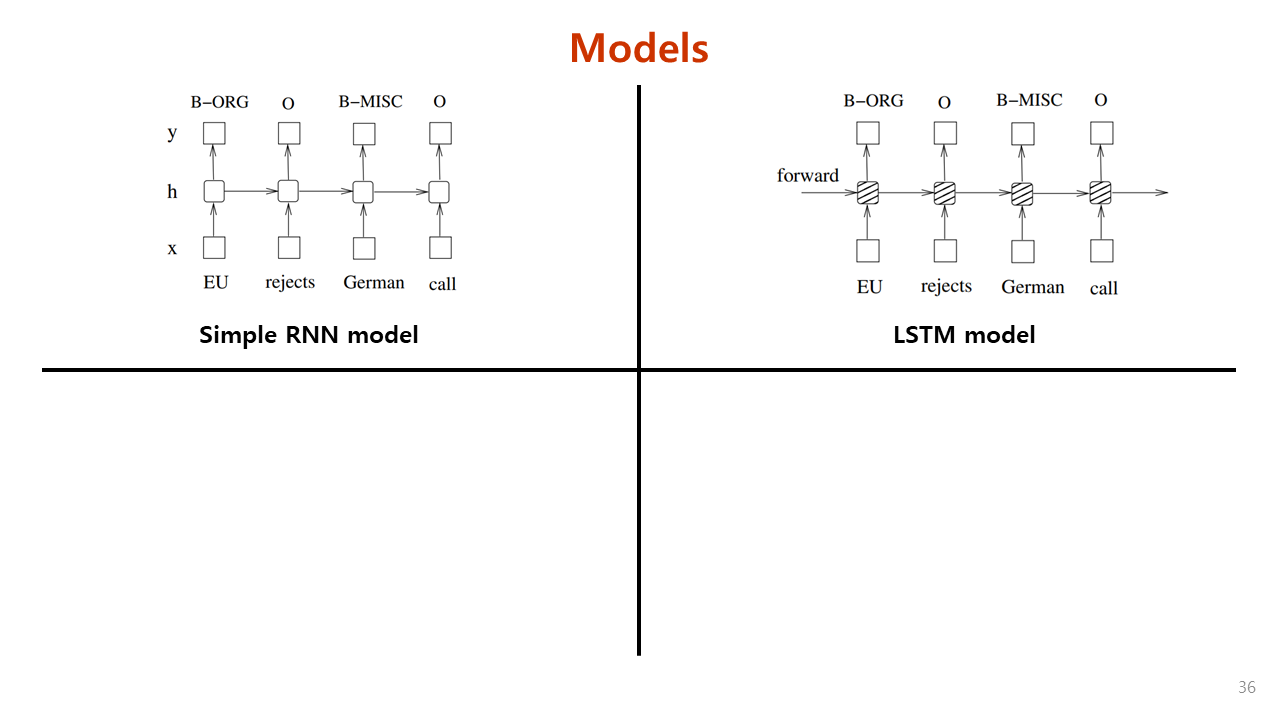 Models
B–ORG O B–MISC O
y
h
x
EU rejects German call
Simple RNN model
B–ORG O B–MISC O
forward
EU rejects German call
LSTM model
36